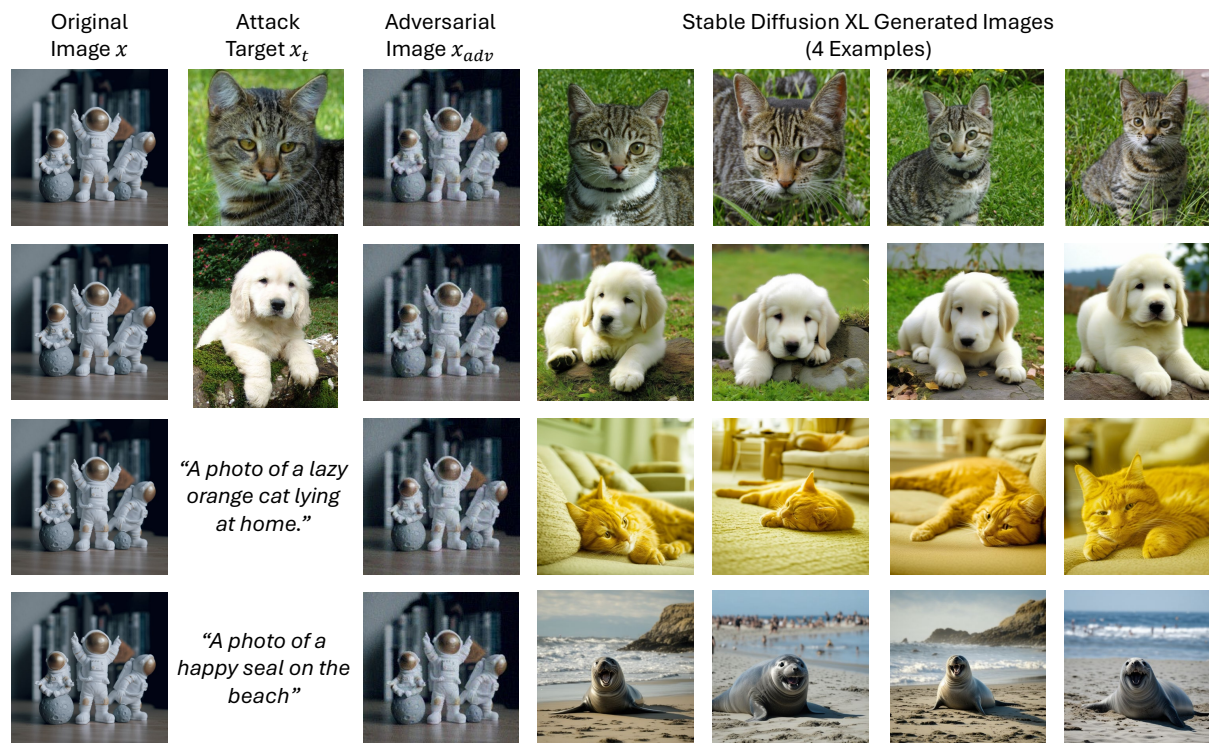 Original
Image x
Attack
Target x_t
Adversarial
Image x_adv
Stable Diffusion XL Generated Images
(4 Examples)
“A photo of a lazy
orange cat lying
at home.”
“A photo of a
happy seal on the
beach”